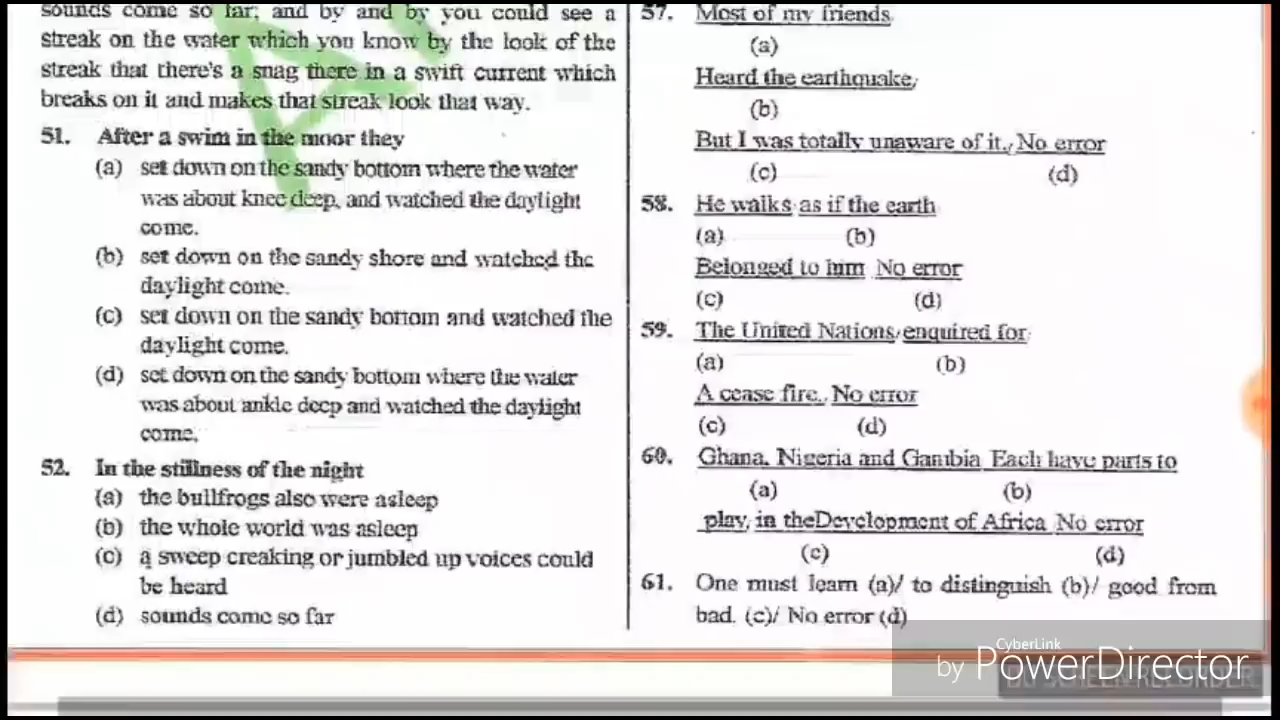 sounds come so far; and by and by you could see a
streak on the water which you know by the look of the
streak that there's a snag there in a swift current which
breaks on it and makes that streak look that way.
51. After a swim in the moor they
(a) set down on the sandy bottom where the water
was about knee deep, and watched the daylight
come.
(b) set down on the sandy shore and watched the
daylight come.
(c) set down on the sandy bottom and watched the
daylight come.
(d) set down on the sandy bottom where the water
was about ankle deep and watched the daylight
come.
52. In the stillness of the night
(a) the bullfrogs also were asleep
(b) the whole world was asleep
(c) a sweep creaking or jumbled up voices could
be heard
(d) sounds come so far
57. Most of my friends
(a)
Heard the earthquake,
(b)
But I was totally unaware of it., No error
(c) (d)
58. He walks as if the earth
(a) (b)
Belonged to him No error
(c) (d)
59. The United Nations, enquired for
(a) (b)
A cease fire., No error
(c) (d)
60. Ghana, Nigeria and Gambia Each have parts to
(a) (b)
play, in theDevelopment of Africa No error
(c) (d)
61. One must learn (a)/ to distinguish (b)/ good from
bad. (c)/ No error (d)
CyberLink
by PowerDirector
SCREEN RECORDER